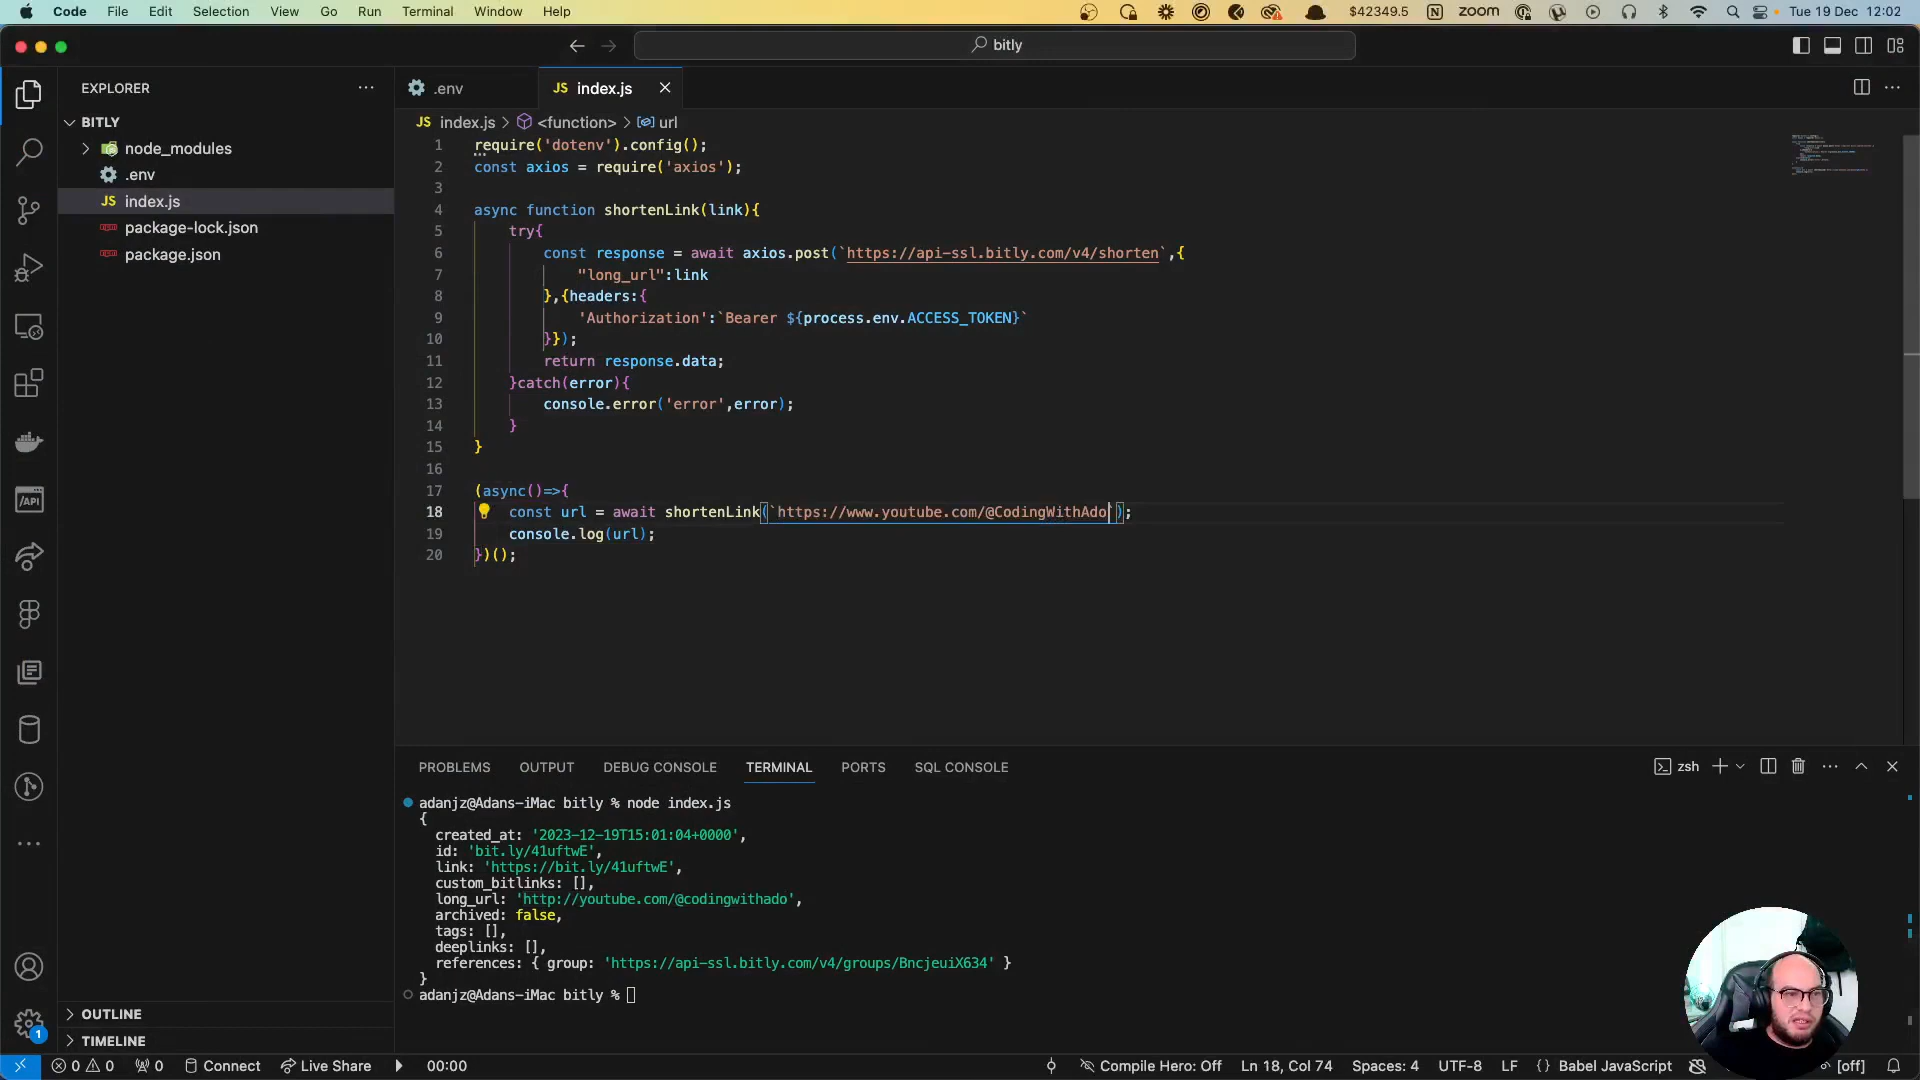 Code File Edit Selection View Go Run Terminal Window Help $42349.5 zoom Tue 19 Dec 12:02
bitly
EXPLORER
.env
JS index.js
BITLY
node_modules
.env
JS index.js
package-lock.json
package.json
OUTLINE
TIMELINE
JS index.js > <function> > url
1 require('dotenv').config();
2 const axios = require('axios');
3
4 async function shortenLink(link){
5 try{
6 const response = await axios.post(`https://api-ssl.bitly.com/v4/shorten`,{
7 "long_url":link
8 },{headers:{
9 'Authorization':`Bearer ${process.env.ACCESS_TOKEN}`
10 }});
11 return response.data;
12 }catch(error){
13 console.error('error',error);
14 }
15 }
16
17 (async()=>{
18 const url = await shortenLink(`https://www.youtube.com/@CodingWithAdo`);
19 console.log(url);
20 })();
PROBLEMS OUTPUT DEBUG CONSOLE TERMINAL PORTS SQL CONSOLE zsh
adanjz@Adans-iMac bitly % node index.js
{
created_at: '2023-12-19T15:01:04+0000',
id: 'bit.ly/41uftwE',
link: 'https://bit.ly/41uftwE',
custom_bitlinks: [],
long_url: 'http://youtube.com/@codingwithado',
archived: false,
tags: [],
deeplinks: [],
references: { group: 'https://api-ssl.bitly.com/v4/groups/BncjeuiX634' }
}
adanjz@Adans-iMac bitly %
API
1
0 0 0 Connect Live Share 00:00 Compile Hero: Off Ln 18, Col 74 Spaces: 4 UTF-8 LF {} Babel JavaScript [off]